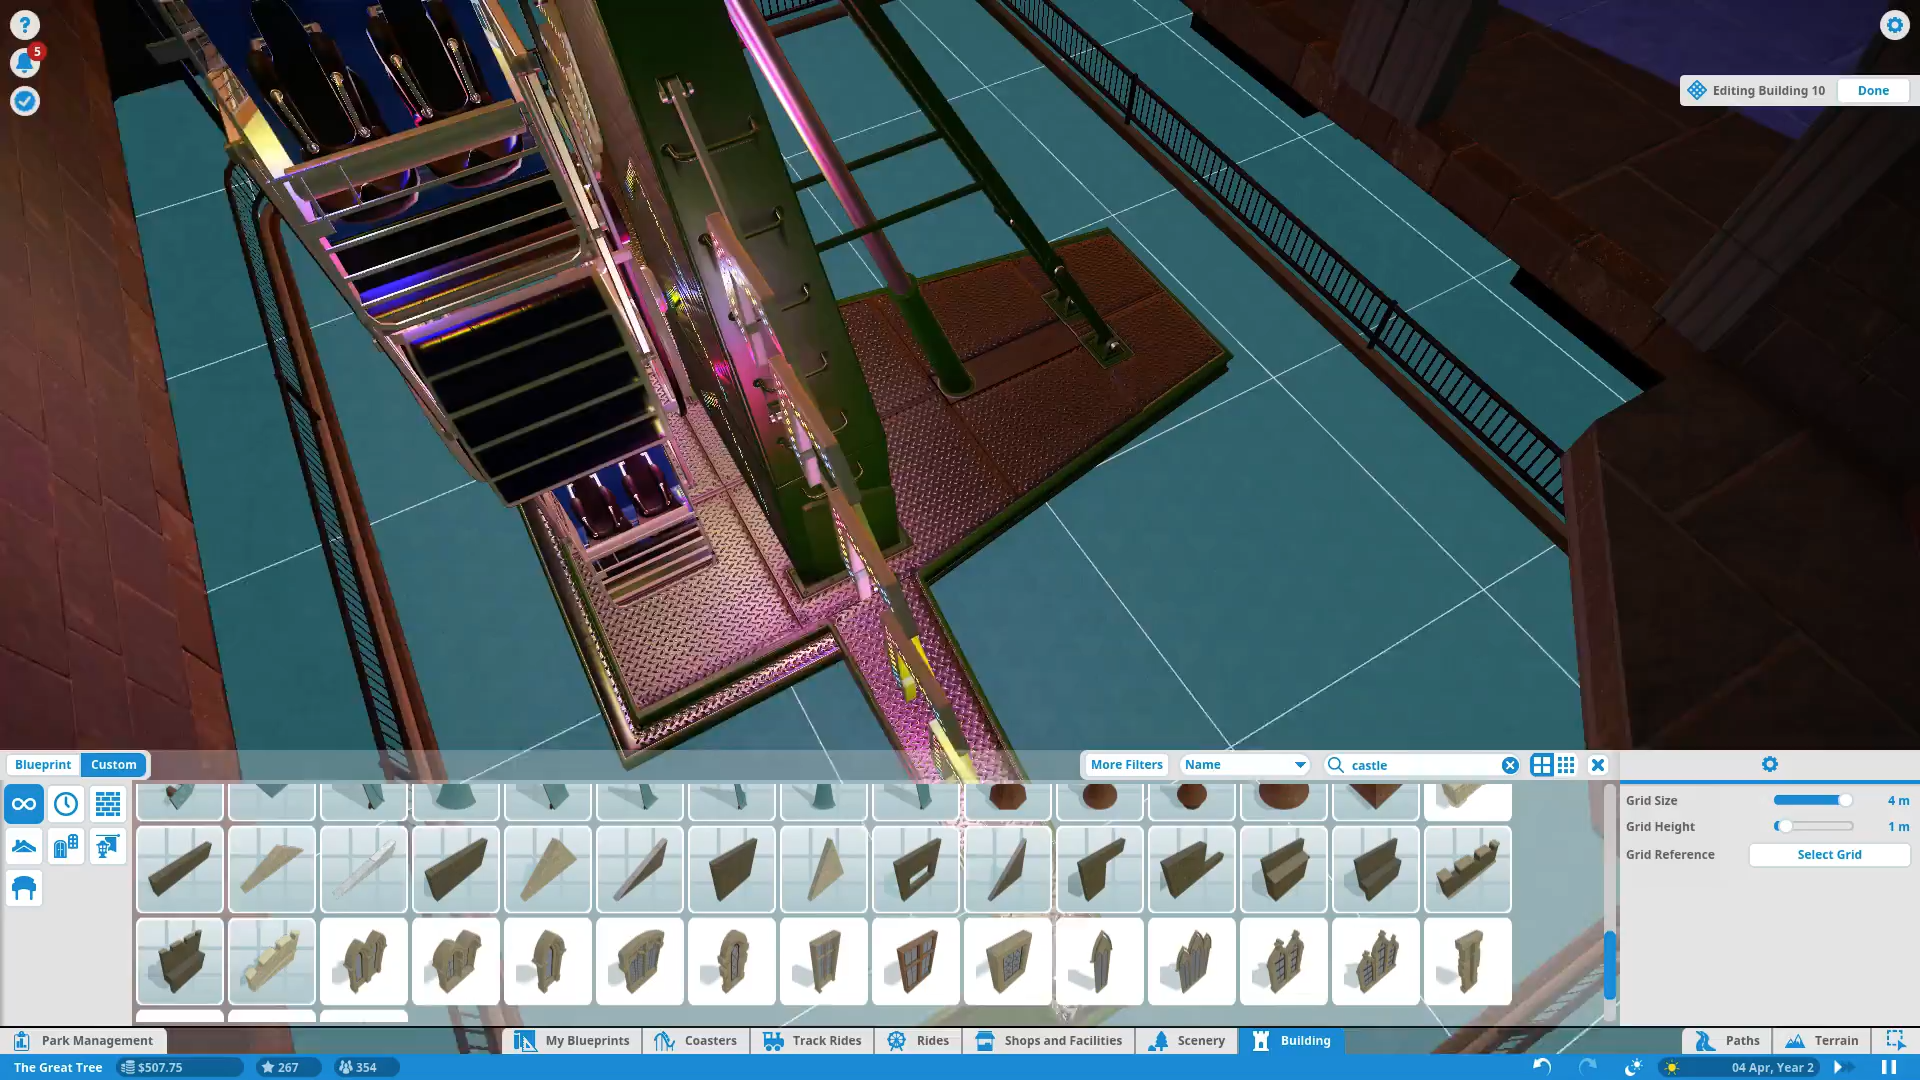 ?
5
Editing Building 10
Done
Blueprint
Custom
More Filters
Name
castle
Grid Size
4 m
Grid Height
1 m
Grid Reference
Select Grid
Park Management
My Blueprints
Coasters
Track Rides
Rides
Shops and Facilities
Scenery
Building
Paths
Terrain
The Great Tree
$507.75
267
354
04 Apr, Year 2